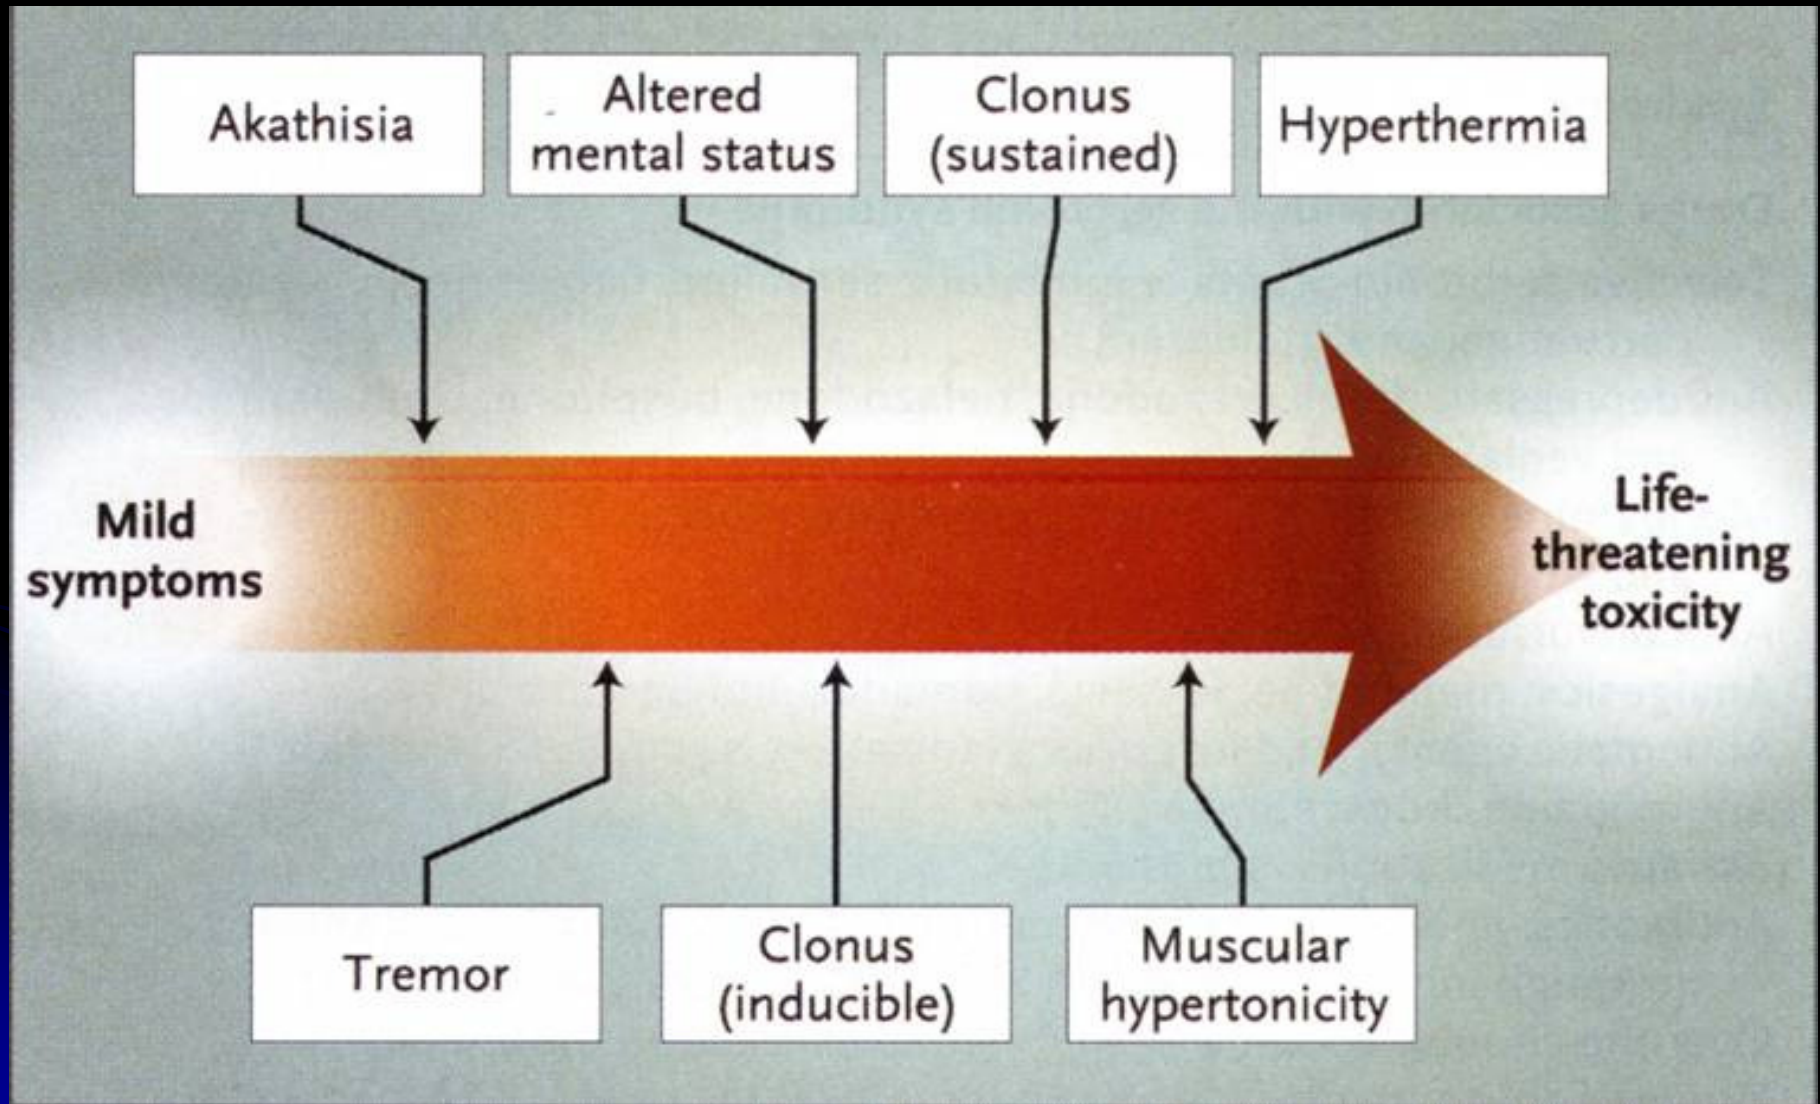 Akathisia
Altered
mental status
Clonus
(sustained)
Hyperthermia
Mild
symptoms
Life-
threatening
toxicity
Tremor
Clonus
(inducible)
Muscular
hypertonicity